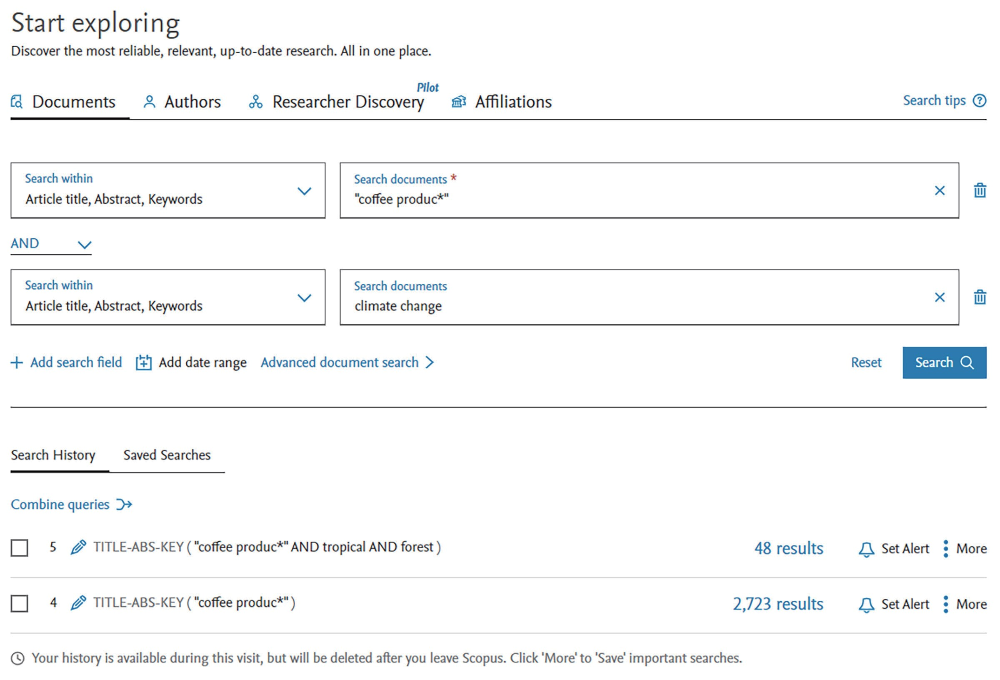 Start exploring
Discover the most reliable, relevant, up-to-date research. All in one place.
Documents Authors Researcher Discovery Pilot Affiliations Search tips
Search within
Article title, Abstract, Keywords
Search documents *
"coffee produc*"
AND
Search within
Article title, Abstract, Keywords
Search documents
climate change
Add search field Add date range Advanced document search Reset Search
Search History Saved Searches
Combine queries
5 TITLE-ABS-KEY ( "coffee produc*" AND tropical AND forest ) 48 results Set Alert More
4 TITLE-ABS-KEY ( "coffee produc*" ) 2,723 results Set Alert More
Your history is available during this visit, but will be deleted after you leave Scopus. Click 'More' to 'Save' important searches.